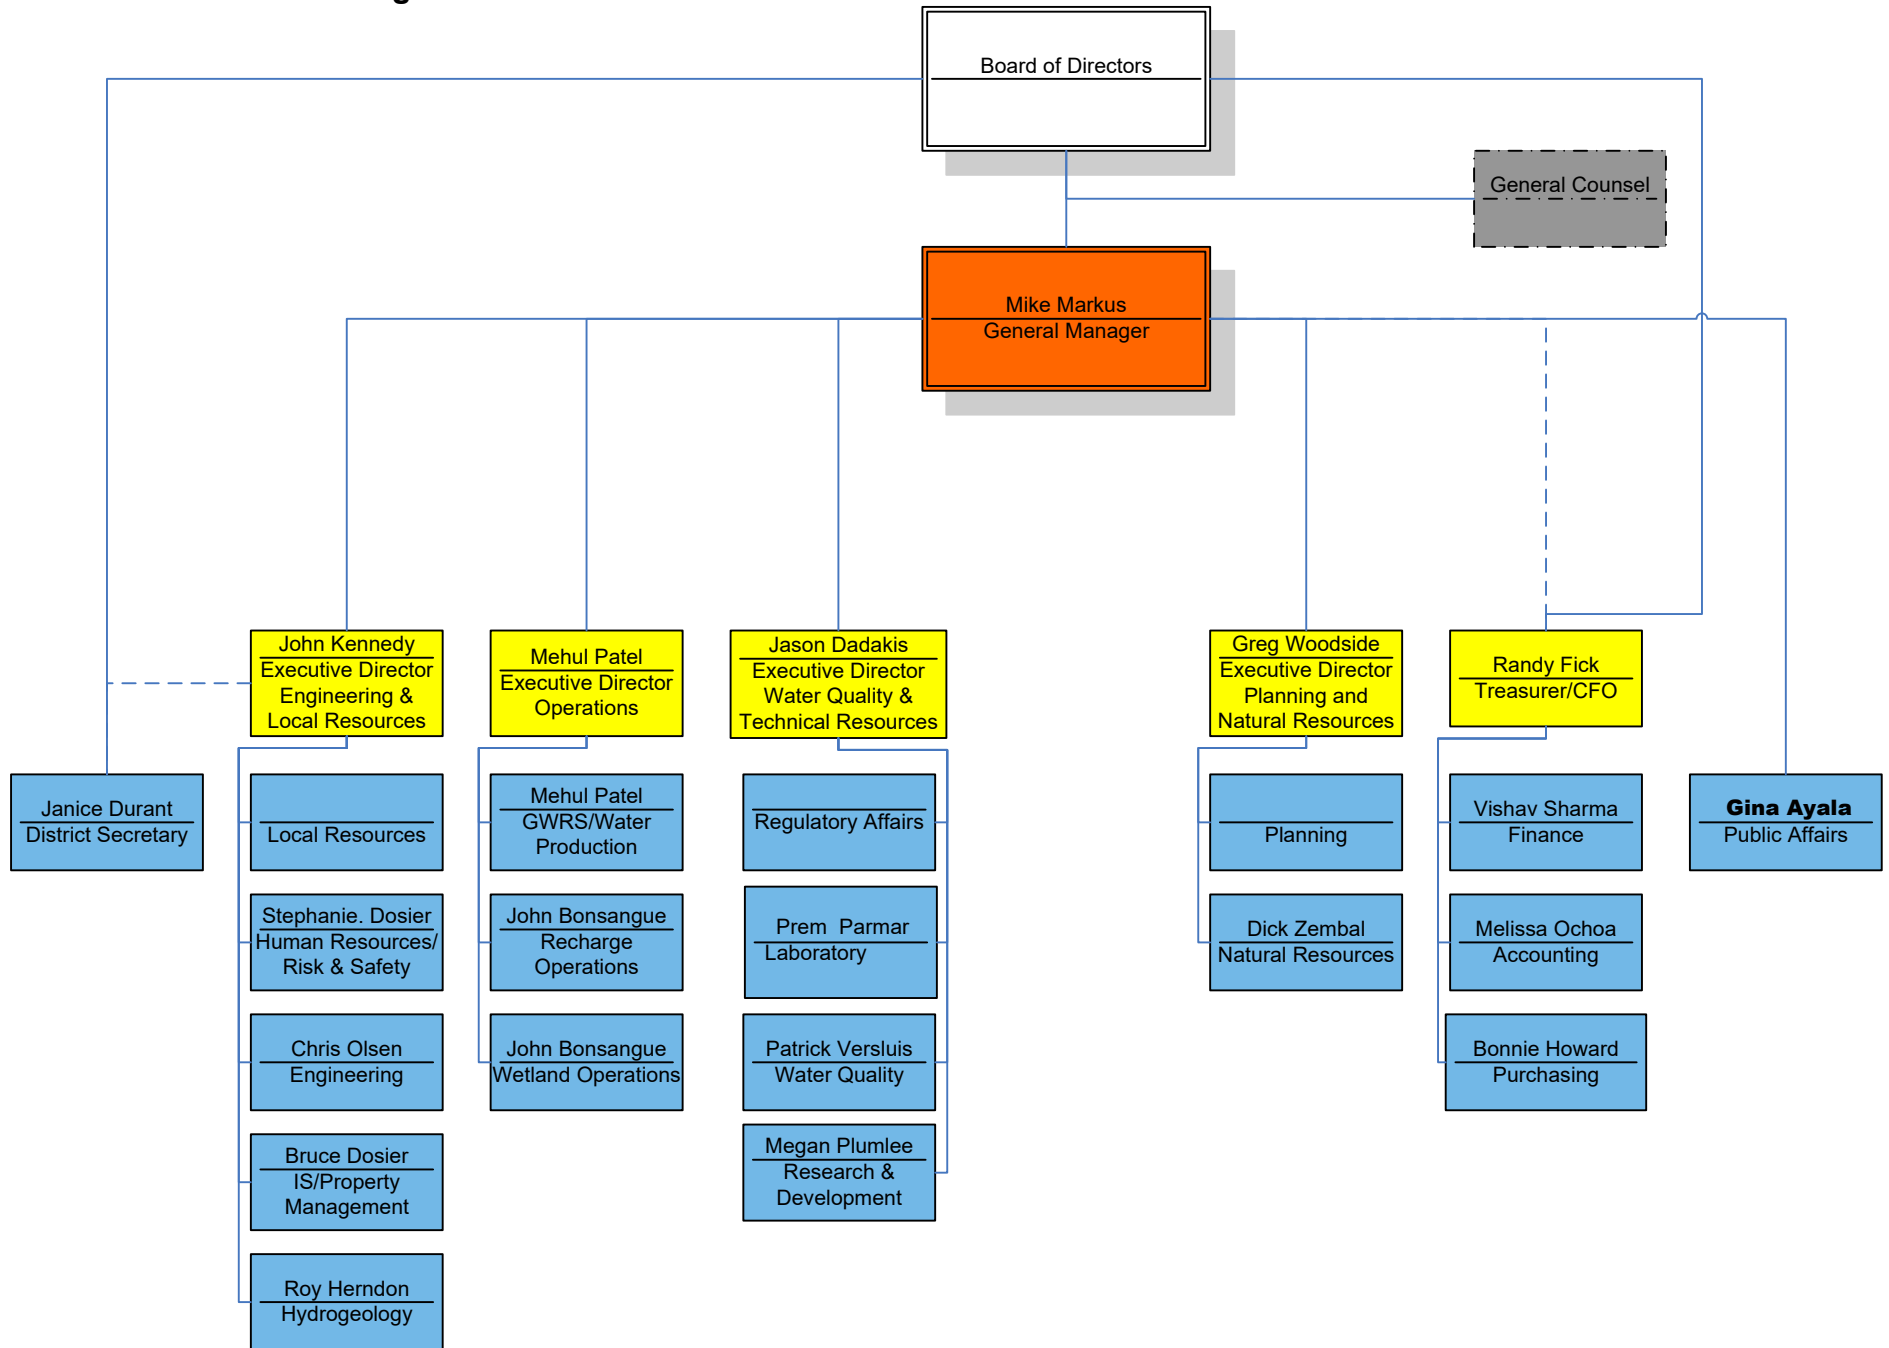 Board of Directors
General Counsel
Mike Markus
General Manager
John Kennedy
Executive Director
Engineering &
Local Resources
Mehul Patel
Executive Director
Operations
Jason Dadakis
Executive Director
Water Quality &
Technical Resources
Greg Woodside
Executive Director
Planning and
Natural Resources
Randy Fick
Treasurer/CFO
Janice Durant
District Secretary
Local Resources
Stephanie. Dosier
Human Resources/
Risk & Safety
Chris Olsen
Engineering
Bruce Dosier
IS/Property
Management
Roy Herndon
Hydrogeology
Mehul Patel
GWRS/Water
Production
John Bonsangue
Recharge
Operations
John Bonsangue
Wetland Operations
Regulatory Affairs
Prem Parmar
Laboratory
Patrick Versluis
Water Quality
Megan Plumlee
Research &
Development
Planning
Dick Zembal
Natural Resources
Vishav Sharma
Finance
Melissa Ochoa
Accounting
Bonnie Howard
Purchasing
Gina Ayala
Public Affairs